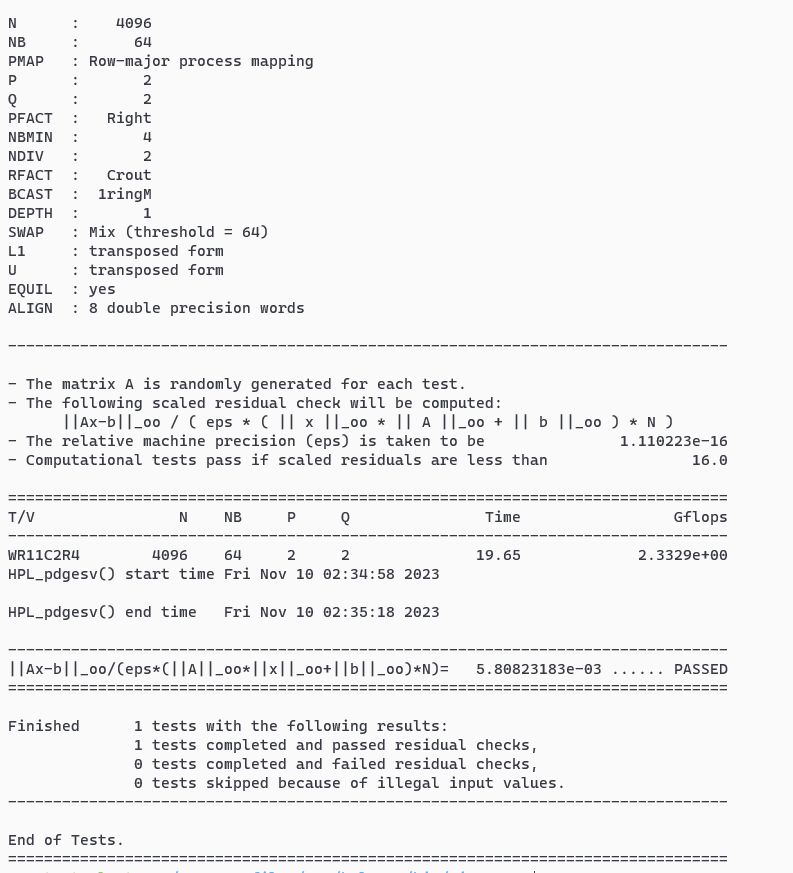 N      :    4096
NB     :      64
PMAP   : Row-major process mapping
P      :       2
Q      :       2
PFACT  :   Right
NBMIN  :       4
NDIV   :       2
RFACT  :   Crout
BCAST  :  1ringM
DEPTH  :       1
SWAP   : Mix (threshold = 64)
L1     : transposed form
U      : transposed form
EQUIL  : yes
ALIGN  : 8 double precision words
--------------------------------------------------------------------------------
- The matrix A is randomly generated for each test.
- The following scaled residual check will be computed:
      ||Ax-b||_oo / ( eps * ( || x ||_oo * || A ||_oo + || b ||_oo ) * N )
- The relative machine precision (eps) is taken to be               1.110223e-16
- Computational tests pass if scaled residuals are less than                16.0
================================================================================
T/V                N    NB     P     Q               Time                 Gflops
--------------------------------------------------------------------------------
WR11C2R4        4096    64     2     2              19.65             2.3329e+00
HPL_pdgesv() start time Fri Nov 10 02:34:58 2023
HPL_pdgesv() end time   Fri Nov 10 02:35:18 2023
--------------------------------------------------------------------------------
||Ax-b||_oo/(eps*(||A||_oo*||x||_oo+||b||_oo)*N)=   5.80823183e-03 ...... PASSED
================================================================================
Finished      1 tests with the following results:
              1 tests completed and passed residual checks,
              0 tests completed and failed residual checks,
              0 tests skipped because of illegal input values.
--------------------------------------------------------------------------------
End of Tests.
================================================================================